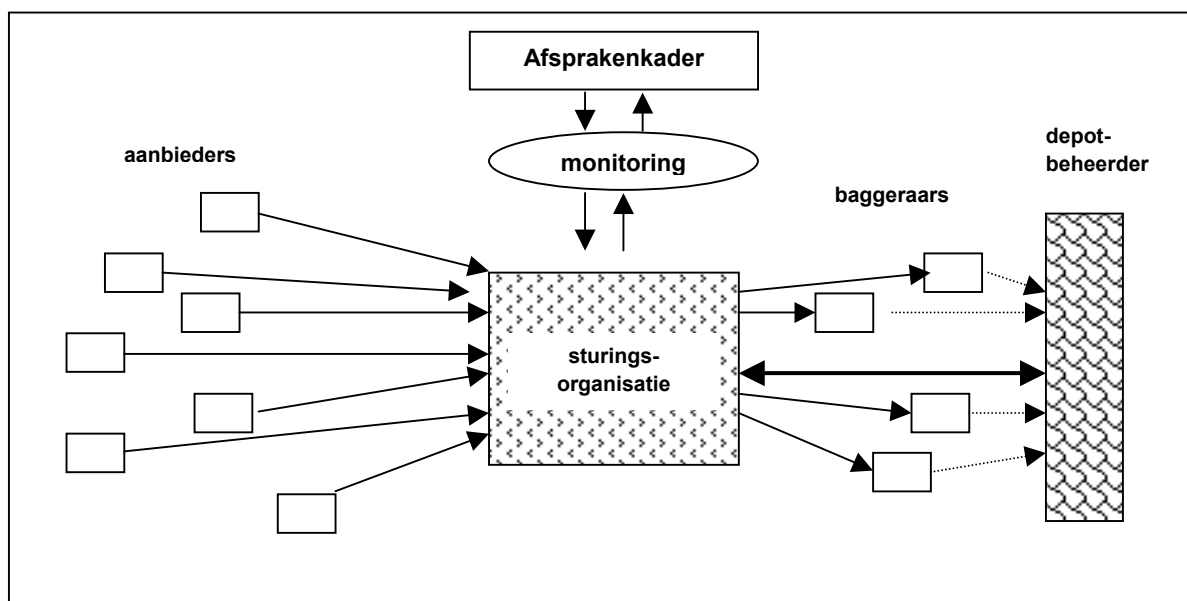 Afsprakenkader
monitoring
aanbieders
baggeraars
depot-
beheerder
sturings-
organisatie